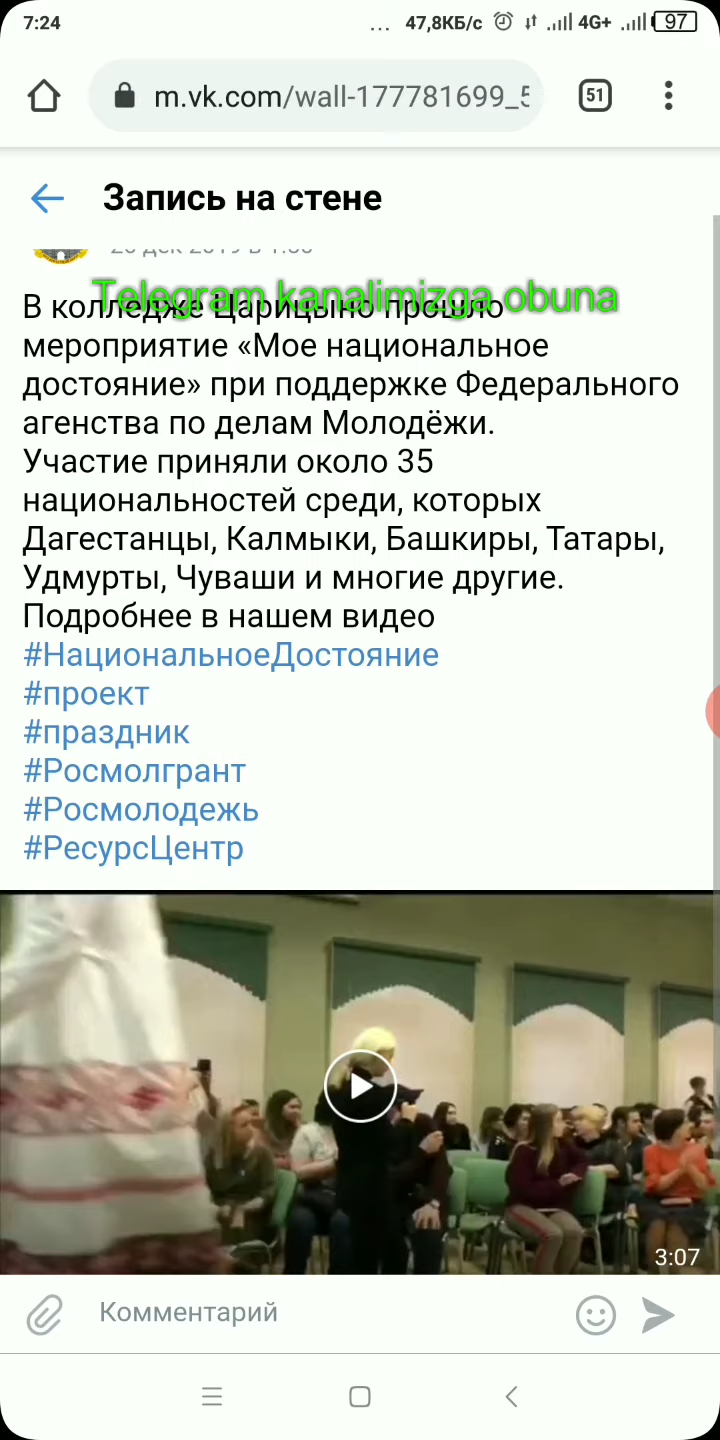 7:24
... 47,8КБ/с 4G+ 97
m.vk.com/wall-177781699_5
51
Запись на стене
Telegram kanalimizga obuna
В колледже Царицыно прошло
мероприятие «Мое национальное
достояние» при поддержке Федерального
агенства по делам Молодёжи.
Участие приняли около 35
национальностей среди, которых
Дагестанцы, Калмыки, Башкиры, Татары,
Удмурты, Чуваши и многие другие.
Подробнее в нашем видео
#НациональноеДостояние
#проект
#праздник
#Росмолгрант
#Росмолодежь
#РесурсЦентр
3:07
Комментарий